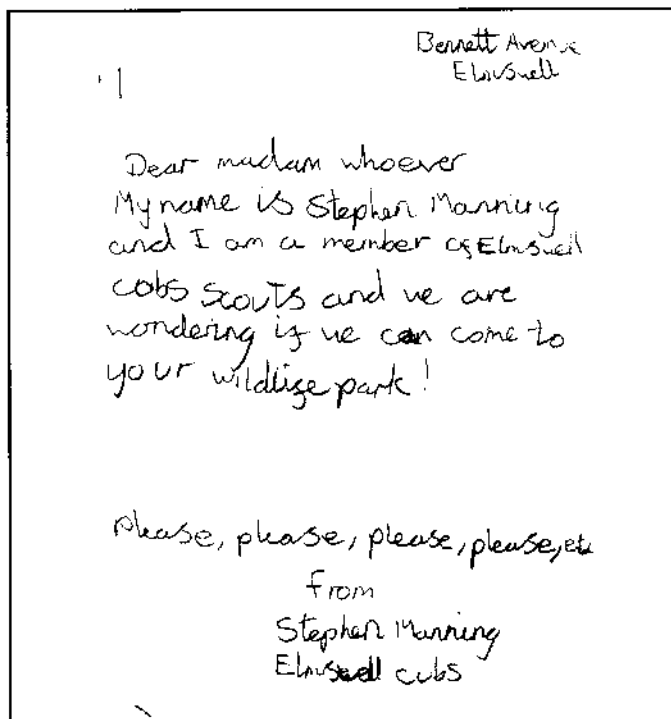 Bennett Avenue
Elmswell
Dear madam whoever
My name is Stephen Manning
and I am a member of Elmswell
cobs scouts and we are
wondering if we can come to
your wildlife park!
Please, please, please, please, etc
from
Stephen Manning
Elmswell cubs